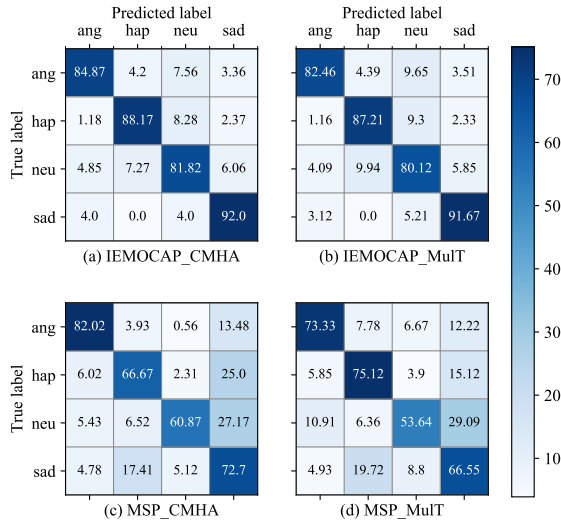 Predicted label Predicted label
ang hap neu sad ang hap neu sad
True label
ang 84.87 4.2 7.56 3.36 82.46 4.39 9.65 3.51
hap 1.18 88.17 8.28 2.37 1.16 87.21 9.3 2.33
neu 4.85 7.27 81.82 6.06 4.09 9.94 80.12 5.85
sad 4.0 0.0 4.0 92.0 3.12 0.0 5.21 91.67
(a) IEMOCAP_CMHA (b) IEMOCAP_MulT
True label
ang 82.02 3.93 0.56 13.48 73.33 7.78 6.67 12.22
hap 6.02 66.67 2.31 25.0 5.85 75.12 3.9 15.12
neu 5.43 6.52 60.87 27.17 10.91 6.36 53.64 29.09
sad 4.78 17.41 5.12 72.7 4.93 19.72 8.8 66.55
(c) MSP_CMHA (d) MSP_MulT
70
60
50
40
30
20
10